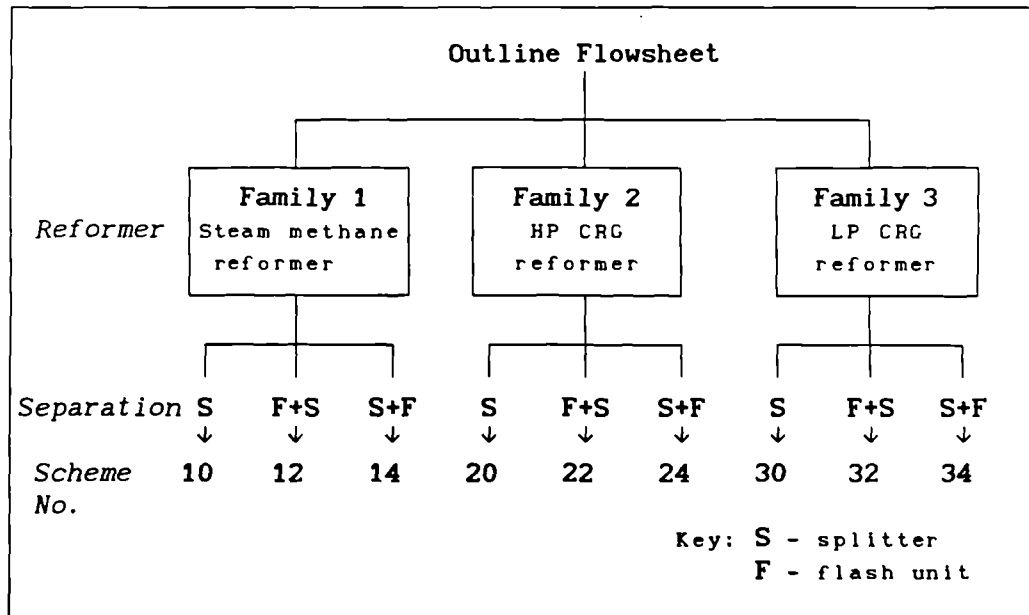 Outline Flowsheet
Family 1 Family 2 Family 3
Reformer Steam methane HP CRG LP CRG
reformer reformer reformer
Separation S F+S S+F S F+S S+F S F+S S+F
↓ ↓ ↓ ↓ ↓ ↓ ↓ ↓ ↓
Scheme 10 12 14 20 22 24 30 32 34
No.
Key: S - splitter
F - flash unit